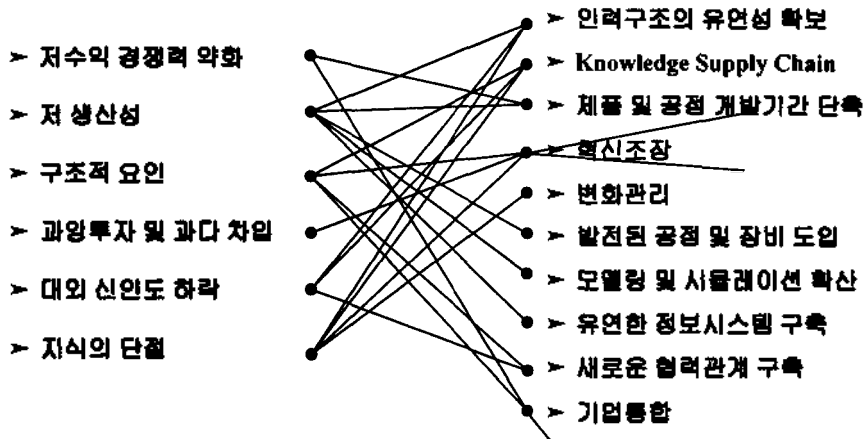 ➢ 저수익 경쟁력 약화
➢ 저 생산성
➢ 구조적 요인
➢ 과잉투자 및 과다 차입
➢ 대외 신인도 하락
➢ 지식의 단절
➢ 인력구조의 유연성 확보
➢ Knowledge Supply Chain
➢ 제품 및 공정 개발기간 단축
➢ 혁신조장
➢ 변화관리
➢ 발전된 공정 및 장비 도입
➢ 모델링 및 시뮬레이션 확산
➢ 유연한 정보시스템 구축
➢ 새로운 협력관계 구축
➢ 기업통합